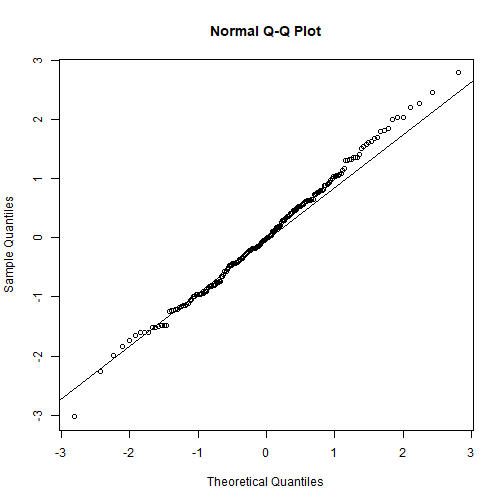 Normal Q-Q Plot
Sample Quantiles
3
2
1
0
-1
-2
-3
-3 -2 -1 0 1 2 3
Theoretical Quantiles